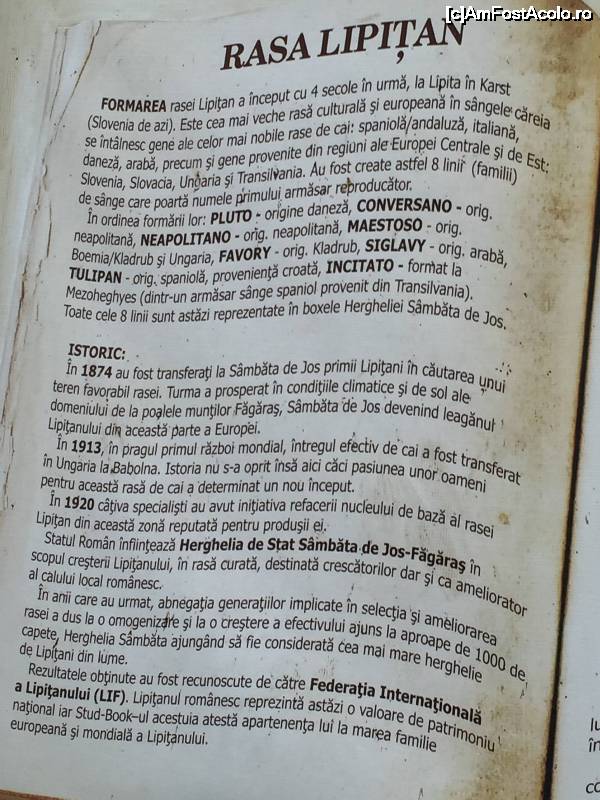 [c]AmFostAcolo.ro
RASA LIPIȚAN
FORMAREA rasei Lipițan a început cu 4 secole în urmă, la Lipita în Karst
(Slovenia de azi). Este cea mai veche rasă culturală și europeană în sângele căreia
se întâlnesc gene ale celor mai nobile rase de cai: spaniolă/andaluză, italiană,
daneză, arabă, precum și gene provenite din regiuni ale Europei Centrale și de Est:
Slovenia, Slovacia, Ungaria și Transilvania. Au fost create astfel 8 linii (familii)
de sânge care poartă numele primului armăsar reproducător.
În ordinea formării lor: PLUTO - origine daneză, CONVERSANO - orig.
neapolitană, NEAPOLITANO - orig. neapolitană, MAESTOSO - orig.
Boemia/Kladrub și Ungaria, FAVORY - orig. Kladrub, SIGLAVY - orig. arabă,
TULIPAN - orig. spaniolă, proveniență croată, INCITATO - format la
Mezoheghyes (dintr-un armăsar sânge spaniol provenit din Transilvania).
Toate cele 8 linii sunt astăzi reprezentate în boxele Hergheliei Sâmbăta de Jos.
ISTORIC:
În 1874 au fost transferați la Sâmbăta de Jos primii Lipițani în căutarea unui
teren favorabil rasei. Turma a prosperat în condițiile climatice și de sol ale
domeniului de la poalele munților Făgăraș, Sâmbăta de Jos devenind leagănul
Lipițanului din această parte a Europei.
În 1913, în pragul primul război mondial, întregul efectiv de cai a fost transferat
în Ungaria la Babolna. Istoria nu s-a oprit însă aici căci pasiunea unor oameni
pentru această rasă de cai a determinat un nou început.
În 1920 câțiva specialiști au avut inițiativa refacerii nucleului de bază al rasei
Lipițan din această zonă reputată pentru produșii ei.
Statul Român înființează Herghelia de Stat Sâmbăta de Jos-Făgăraș în
scopul creșterii Lipițanului, în rasă curată, destinată crescătorilor dar și ca ameliorator
al calului local românesc.
În anii care au urmat, abnegația generațiilor implicate în selecția și ameliorarea
rasei a dus la o omogenizare și la o creștere a efectivului ajuns la aproape de 1000 de
capete, Herghelia Sâmbăta ajungând să fie considerată cea mai mare herghelie
de Lipițani din lume.
Rezultatele obținute au fost recunoscute de către Federația Internațională
a Lipițanului (LIF). Lipițanul românesc reprezintă astăzi o valoare de patrimoniu
național iar Stud-Book–ul acestuia atestă apartenența lui la marea familie
europeană și mondială a Lipițanului.